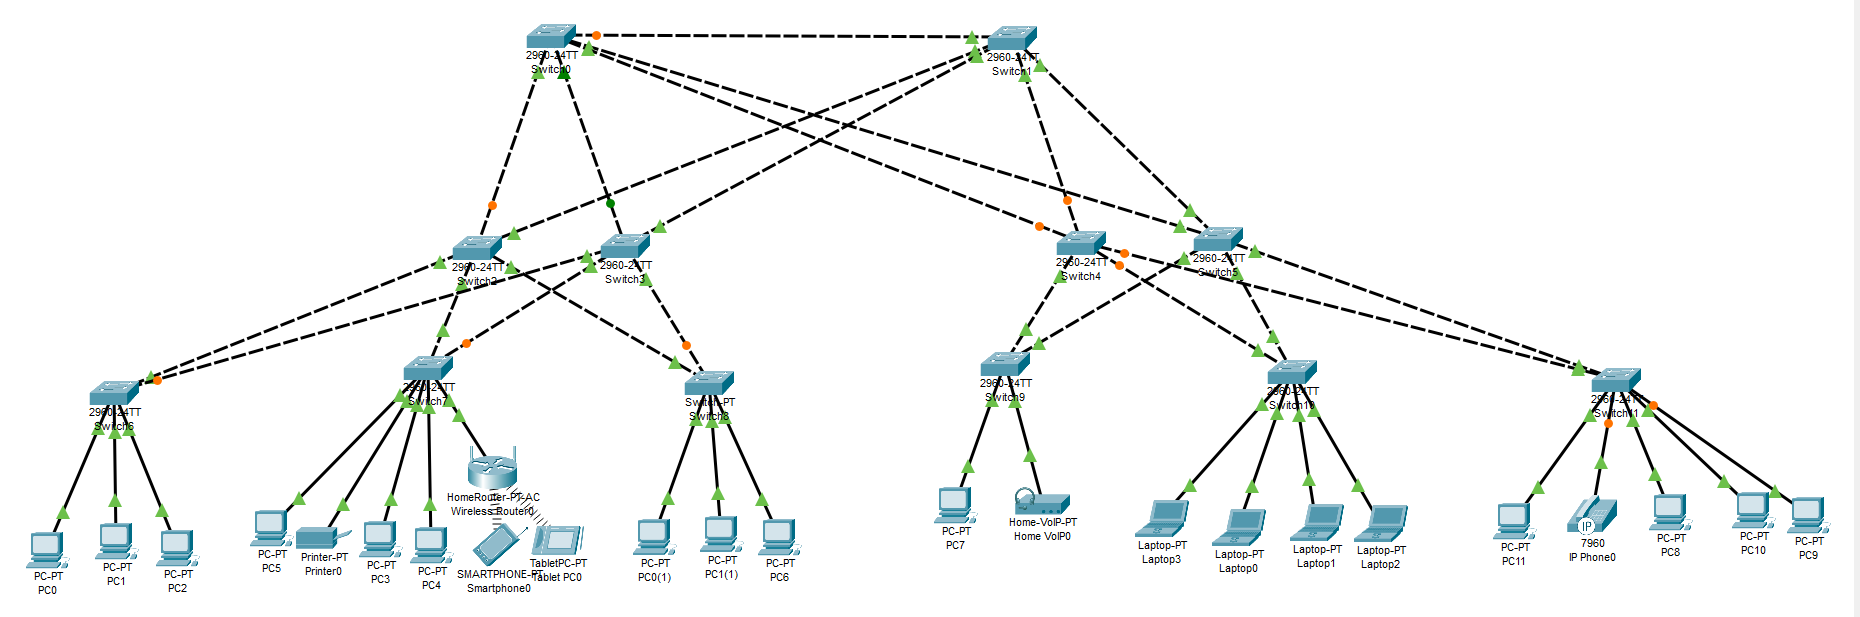 2960-24TT
Switch0
2960-24TT
Switch1
2960-24TT
Switch2
2960-24TT
Switch3
2960-24TT
Switch4
2960-24TT
Switch5
2960-24TT
Switch6
2960-24TT
Switch7
Switch-PT
Switch8
2960-24TT
Switch9
2960-24TT
Switch10
2960-24TT
Switch11
PC-PT
PC0
PC-PT
PC1
PC-PT
PC2
PC-PT
PC5
Printer-PT
Printer0
PC-PT
PC3
PC-PT
PC4
HomeRouter-PT-AC
Wireless Router0
SMARTPHONE-PT
Smartphone0
TabletPC-PT
Tablet PC0
PC-PT
PC0(1)
PC-PT
PC1(1)
PC-PT
PC6
PC-PT
PC7
Home-VoIP-PT
Home VoIP0
Laptop-PT
Laptop3
Laptop-PT
Laptop0
Laptop-PT
Laptop1
Laptop-PT
Laptop2
PC-PT
PC11
IP
7960
IP Phone0
PC-PT
PC8
PC-PT
PC10
PC-PT
PC9